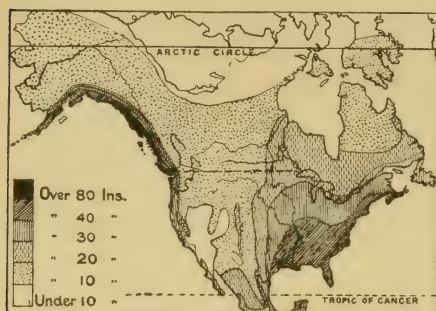 ARCTIC CIRCLE
Over 80 Ins.
" 40 "
" 30 "
" 20 "
" 10 "
Under 10 "
TROPIC OF CANCER